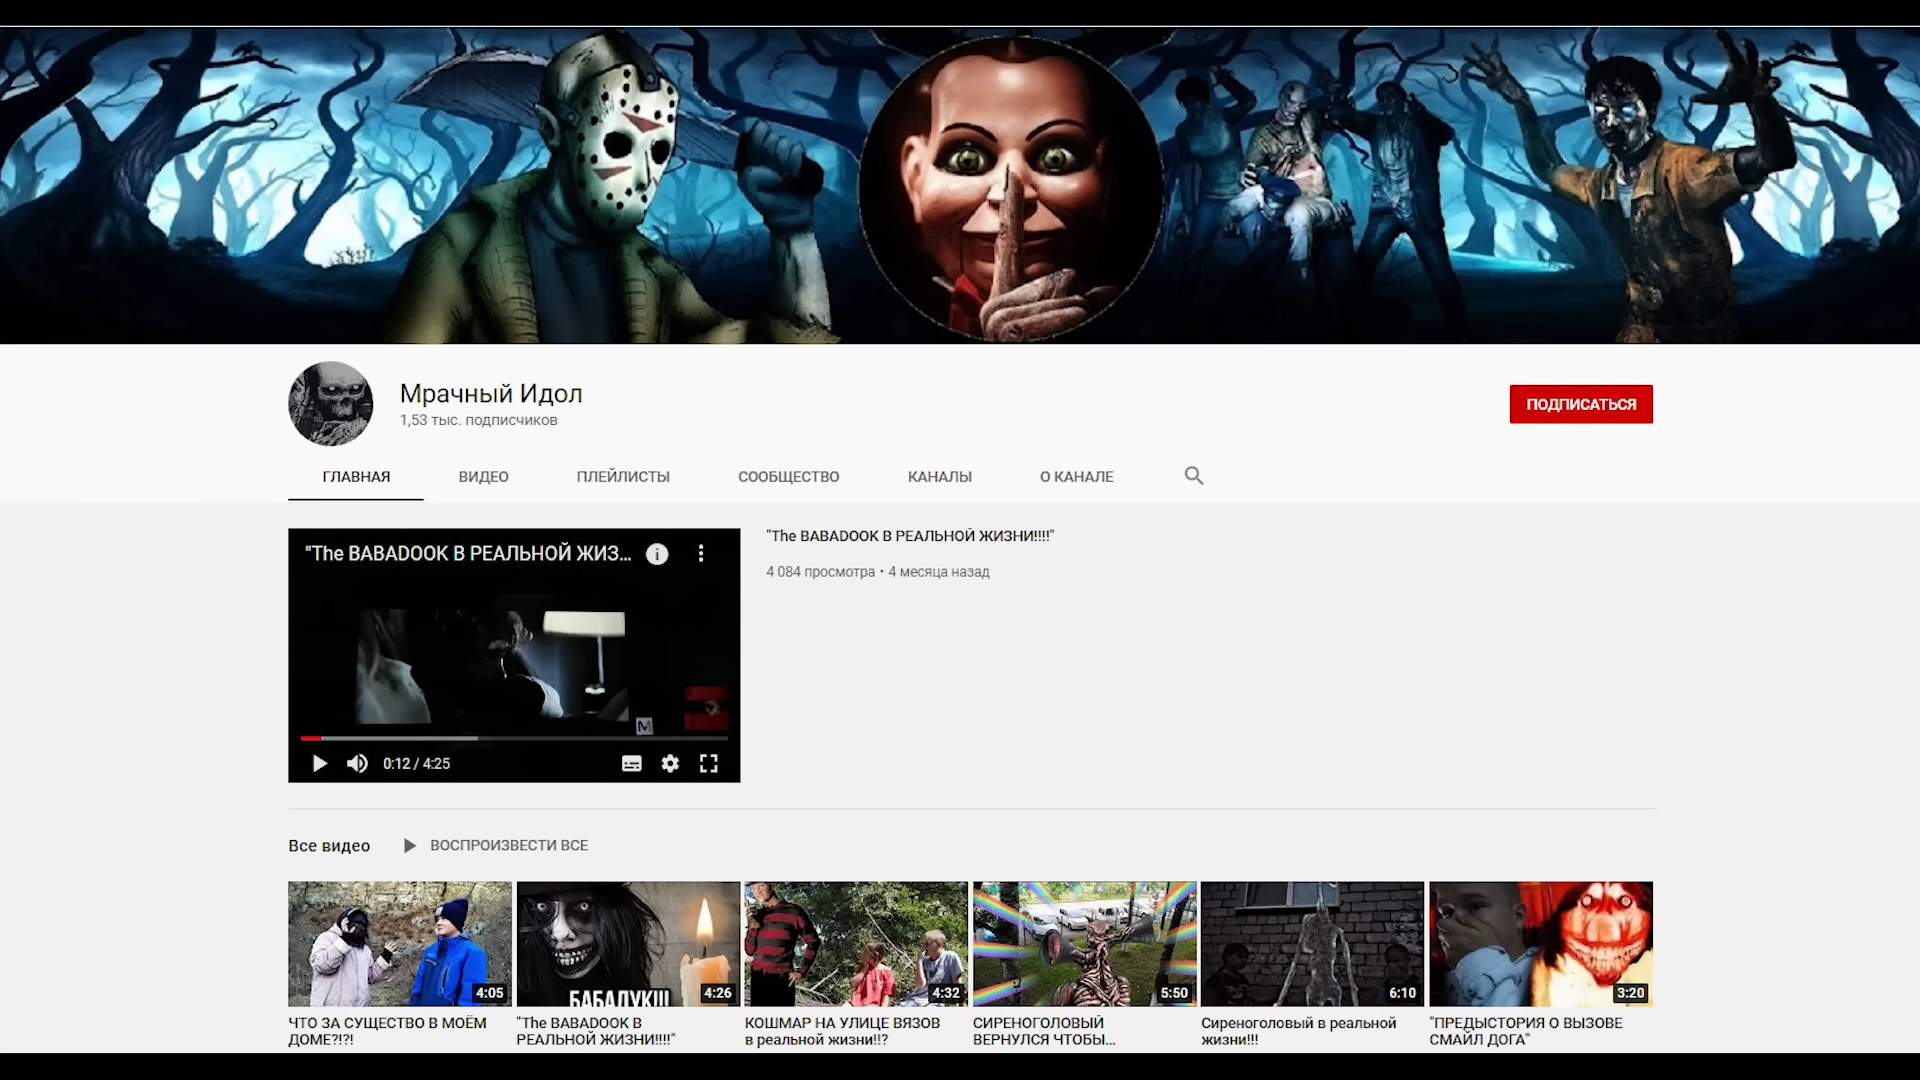 Мрачный Идол
1,53 тыс. подписчиков
ПОДПИСАТЬСЯ
ГЛАВНАЯ
ВИДЕО
ПЛЕЙЛИСТЫ
СООБЩЕСТВО
КАНАЛЫ
О КАНАЛЕ
"The BABADOOK В РЕАЛЬНОЙ ЖИЗ...
M
0:12 / 4:25
"The BABADOOK В РЕАЛЬНОЙ ЖИЗНИ!!!!"
4 084 просмотра • 4 месяца назад
Все видео
ВОСПРОИЗВЕСТИ ВСЕ
4:05
БАБАДУК!!!
4:26
4:32
5:50
6:10
3:20
ЧТО ЗА СУЩЕСТВО В МОЁМ
ДОМЕ?!?!
"The BABADOOK В
РЕАЛЬНОЙ ЖИЗНИ!!!!"
КОШМАР НА УЛИЦЕ ВЯЗОВ
в реальной жизни!!?
СИРЕНОГОЛОВЫЙ
ВЕРНУЛСЯ ЧТОБЫ...
Сиреноголовый в реальной
жизни!!!
"ПРЕДЫСТОРИЯ О ВЫЗОВЕ
СМАЙЛ ДОГА"